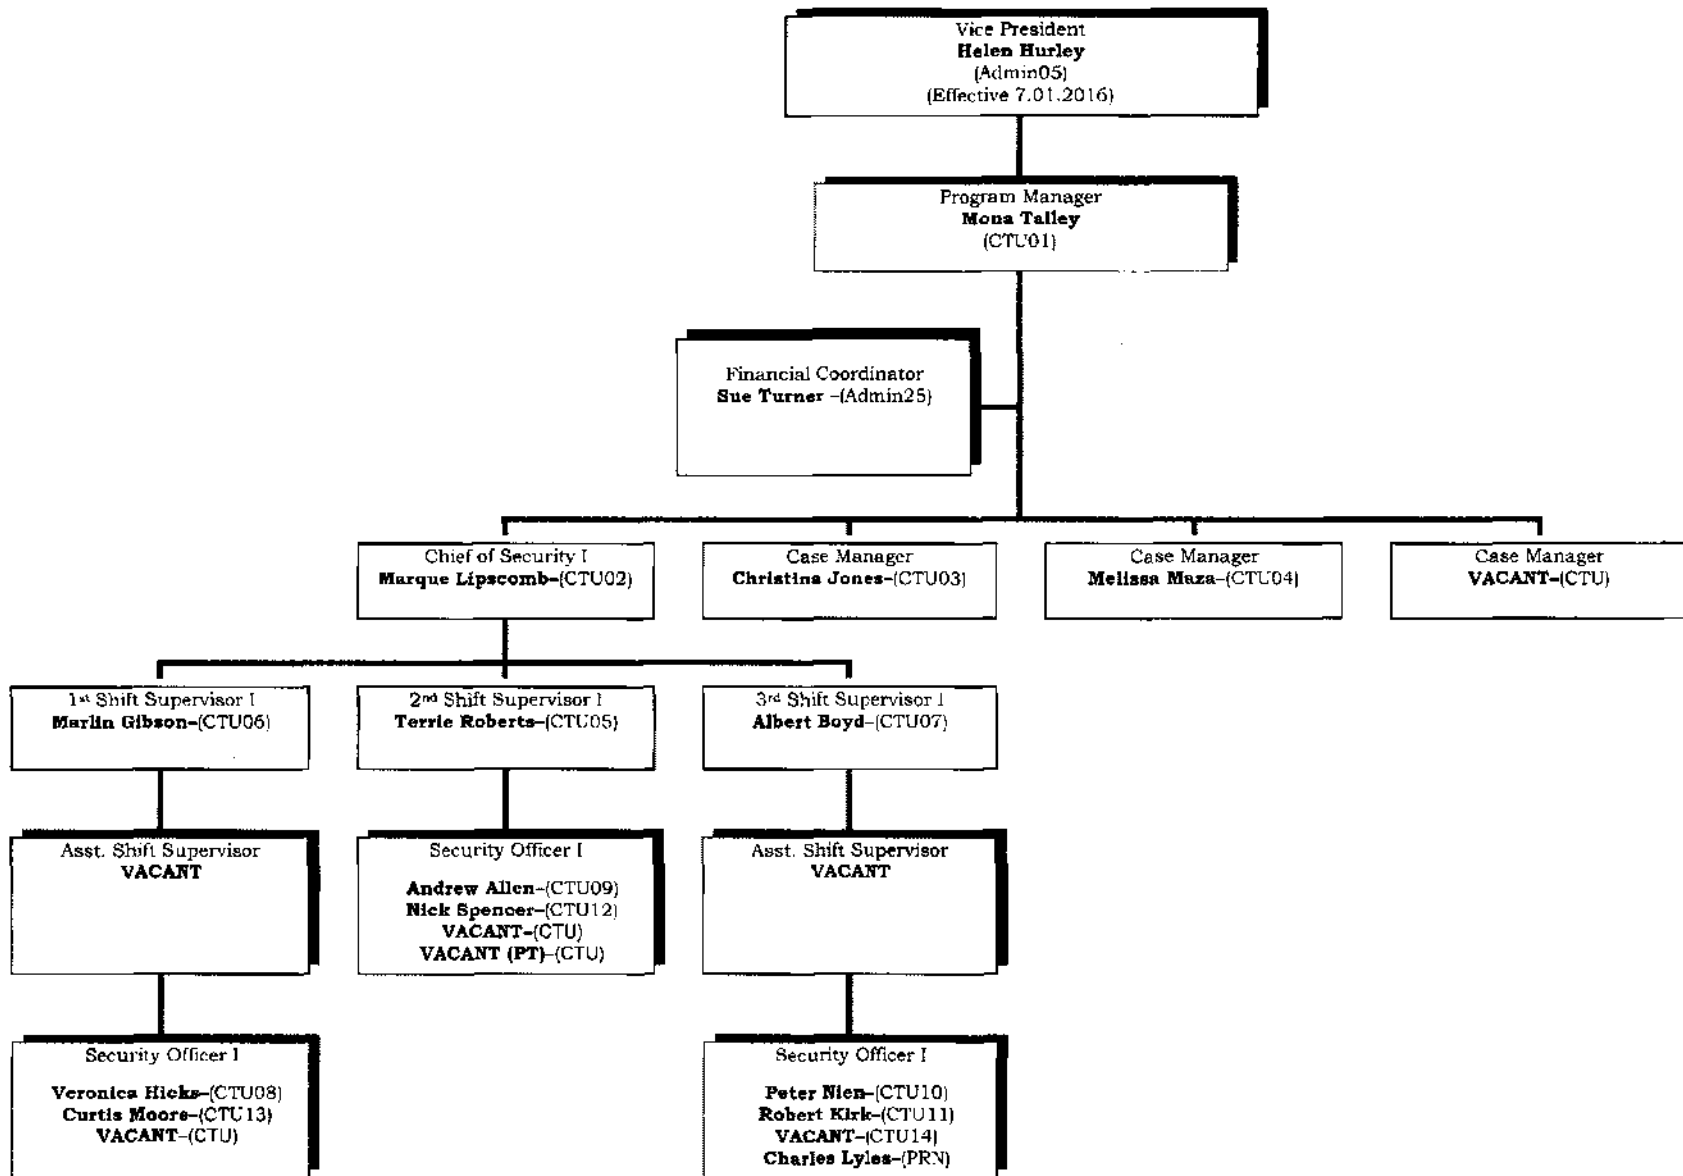 Vice President
Helen Hurley
(Admin05)
(Effective 7.01.2016)
Program Manager
Mona Talley
(CTU01)
Financial Coordinator
Sue Turner –(Admin25)
Chief of Security I
Marque Lipscomb–(CTU02)
Case Manager
Christina Jones–(CTU03)
Case Manager
Melissa Maza–(CTU04)
Case Manager
VACANT–(CTU)
1st Shift Supervisor I
Marlin Gibson–(CTU06)
2nd Shift Supervisor I
Terrie Roberts–(CTU05)
3rd Shift Supervisor I
Albert Boyd–(CTU07)
Asst. Shift Supervisor
VACANT
Security Officer I
Andrew Allen–(CTU09)
Nick Spencer–(CTU12)
VACANT–(CTU)
VACANT (PT)–(CTU)
Asst. Shift Supervisor
VACANT
Security Officer I
Veronica Hicks–(CTU08)
Curtis Moore–(CTU13)
VACANT–(CTU)
Security Officer I
Peter Nien–(CTU10)
Robert Kirk–(CTU11)
VACANT–(CTU14)
Charles Lyles–(PRN)